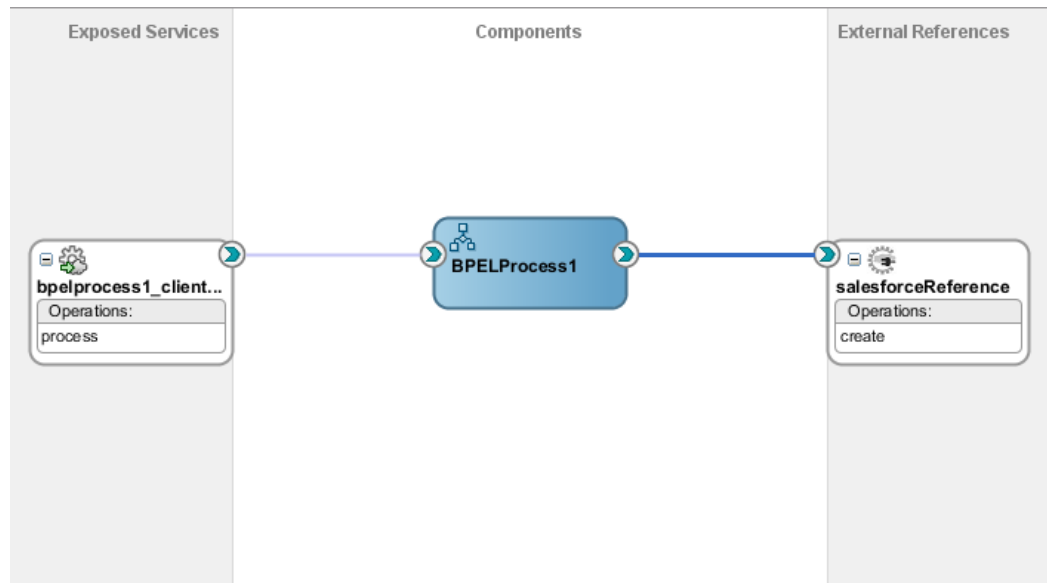 Exposed Services
Components
External References
bpelprocess1_client...
Operations:
process
BPELProcess1
salesforceReference
Operations:
create